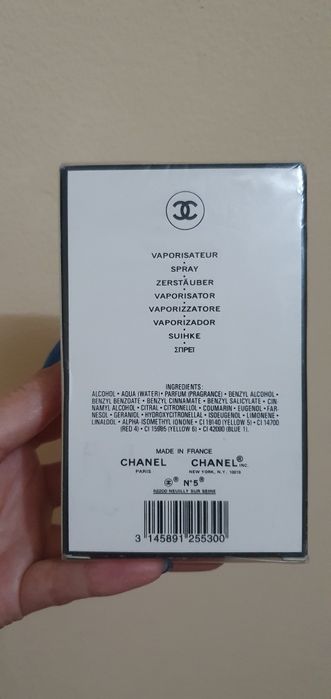 VAPORISATEUR
SPRAY
ZERSTÄUBER
VAPORISATOR
VAPORIZZATORE
VAPORIZADOR
SUIHKE
ΣΠΡΕΪ
INGREDIENTS:
ALCOHOL • AQUA (WATER) • PARFUM (FRAGRANCE) • BENZYL ALCOHOL •
BENZYL BENZOATE • BENZYL CINNAMATE • BENZYL SALICYLATE • CIN-
NAMYL ALCOHOL • CITRAL • CITRONELLOL • COUMARIN • EUGENOL • FAR-
NESOL • GERANIOL • HYDROXYCITRONELLAL • ISOEUGENOL • LIMONENE •
LINALOOL • ALPHA ISOMETHYL IONONE • CI 19140 (YELLOW 5) • CI 14700
(RED 4) • CI 15985 (YELLOW 6) • CI 42090 (BLUE 1).
MADE IN FRANCE
CHANEL CHANEL® INC.
PARIS NEW YORK, N.Y. 10019
® N°5®
92200 NEUILLY SUR SEINE
3 145891 255300